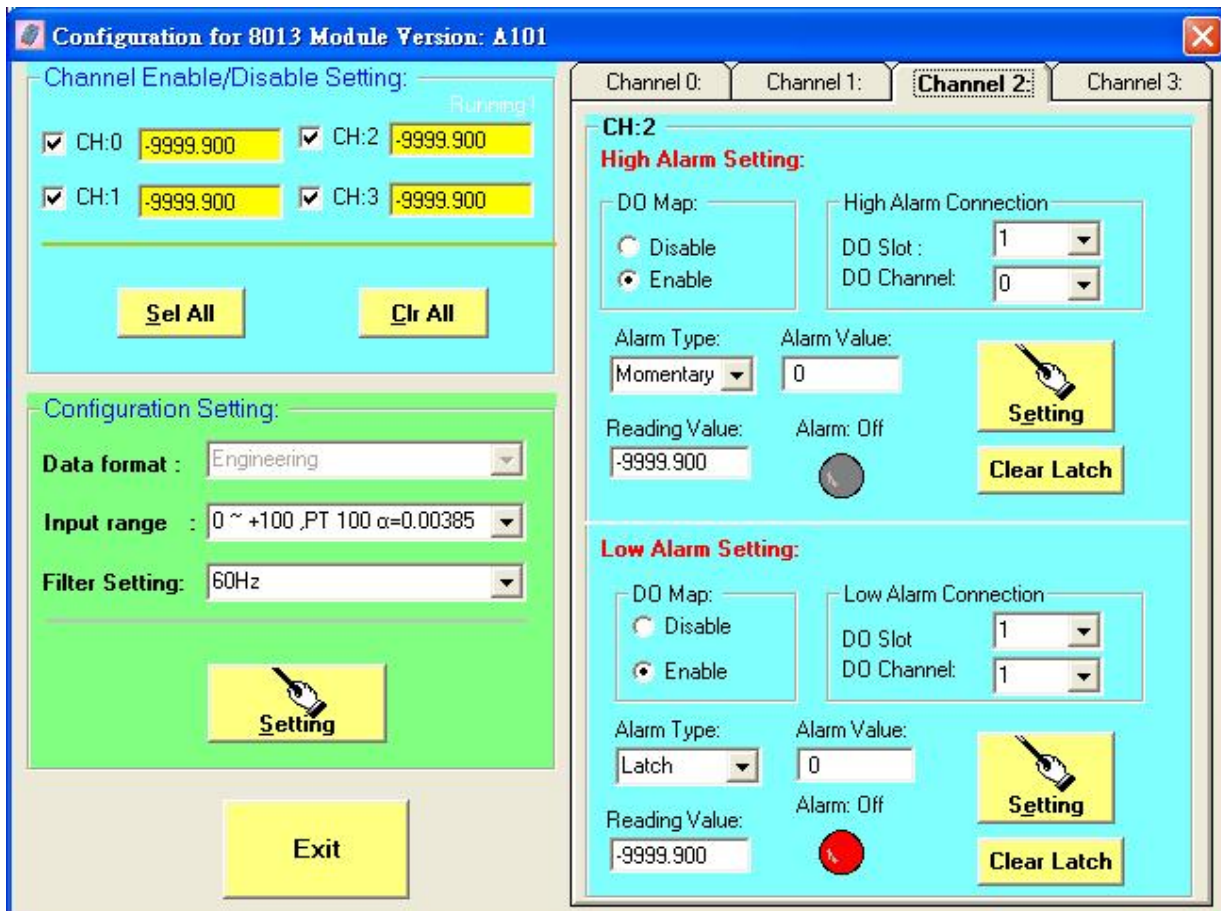 Configuration for 8013 Module Version: A101
Channel Enable/Disable Setting:
Running!
CH:0 -9999.900 CH:2 -9999.900
CH:1 -9999.900 CH:3 -9999.900
Sel All Clr All
Configuration Setting:
Data format : Engineering
Input range : 0 ~ +100 ,PT 100 α=0.00385
Filter Setting: 60Hz
Setting
Exit
Channel 0: Channel 1: Channel 2: Channel 3:
CH:2
High Alarm Setting:
DO Map: High Alarm Connection
Disable DO Slot : 1
Enable DO Channel: 0
Alarm Type: Alarm Value:
Momentary 0
Setting
Reading Value: Alarm: Off
-9999.900
Clear Latch
Low Alarm Setting:
DO Map: Low Alarm Connection
Disable DO Slot 1
Enable DO Channel: 1
Alarm Type: Alarm Value:
Latch 0
Setting
Reading Value: Alarm: Off
-9999.900
Clear Latch